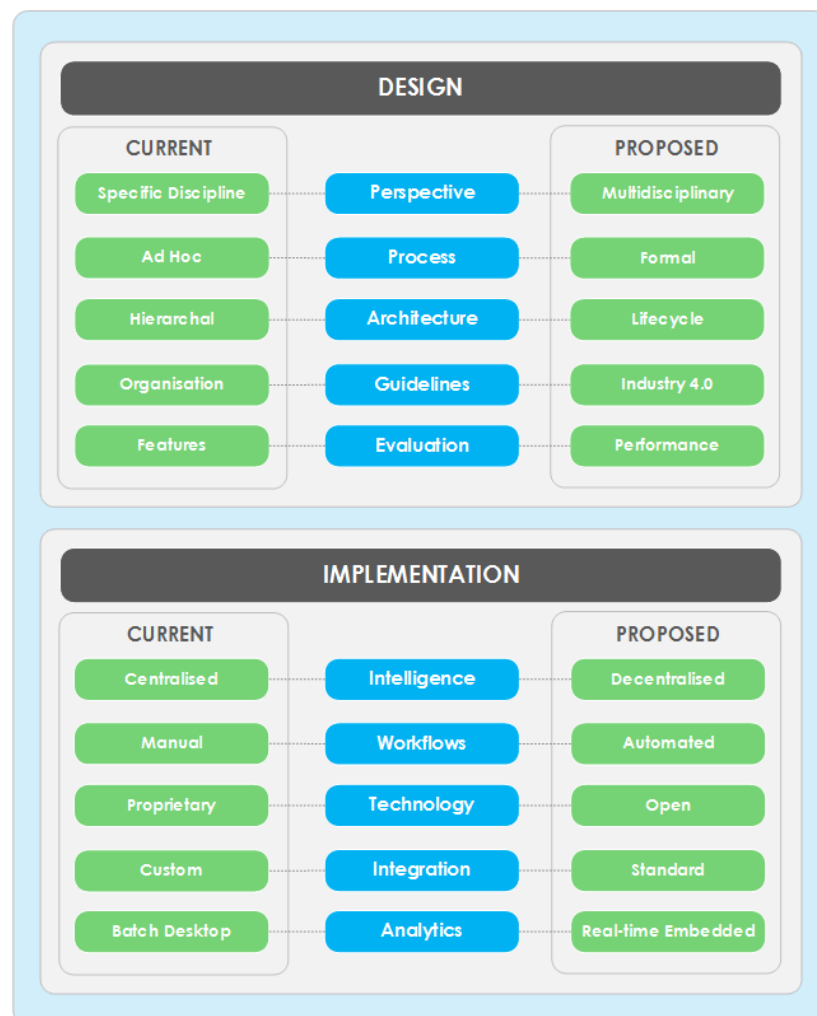 DESIGN
CURRENT PROPOSED
Specific Discipline Perspective Multidisciplinary
Ad Hoc Process Formal
Hierarchal Architecture Lifecycle
Organisation Guidelines Industry 4.0
Features Evaluation Performance
IMPLEMENTATION
CURRENT PROPOSED
Centralised Intelligence Decentralised
Manual Workflows Automated
Proprietary Technology Open
Custom Integration Standard
Batch Desktop Analytics Real-time Embedded